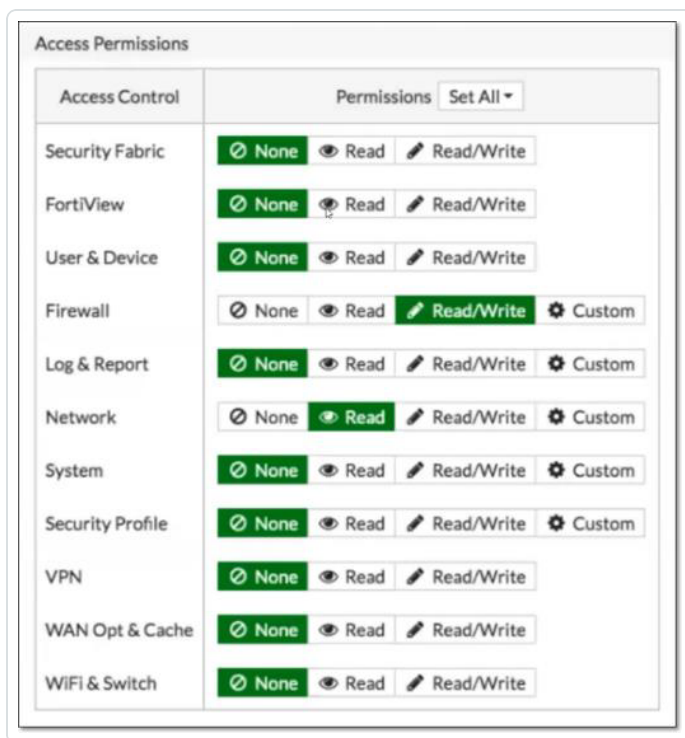 Access Permissions
Access Control Permissions Set All
Security Fabric None Read Read/Write
FortiView None Read Read/Write
User & Device None Read Read/Write
Firewall None Read Read/Write Custom
Log & Report None Read Read/Write Custom
Network None Read Read/Write Custom
System None Read Read/Write Custom
Security Profile None Read Read/Write Custom
VPN None Read Read/Write
WAN Opt & Cache None Read Read/Write
WiFi & Switch None Read Read/Write